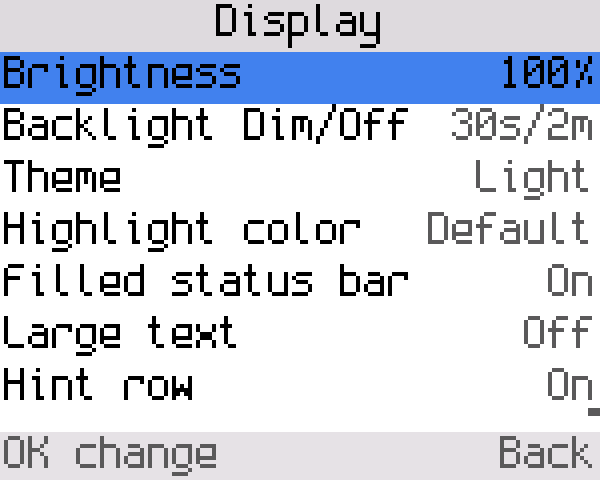 Display
Brightness 100%
Backlight Dim/Off 30s/2m
Theme Light
Highlight color Default
Filled status bar On
Large text Off
Hint row On
OK change Back